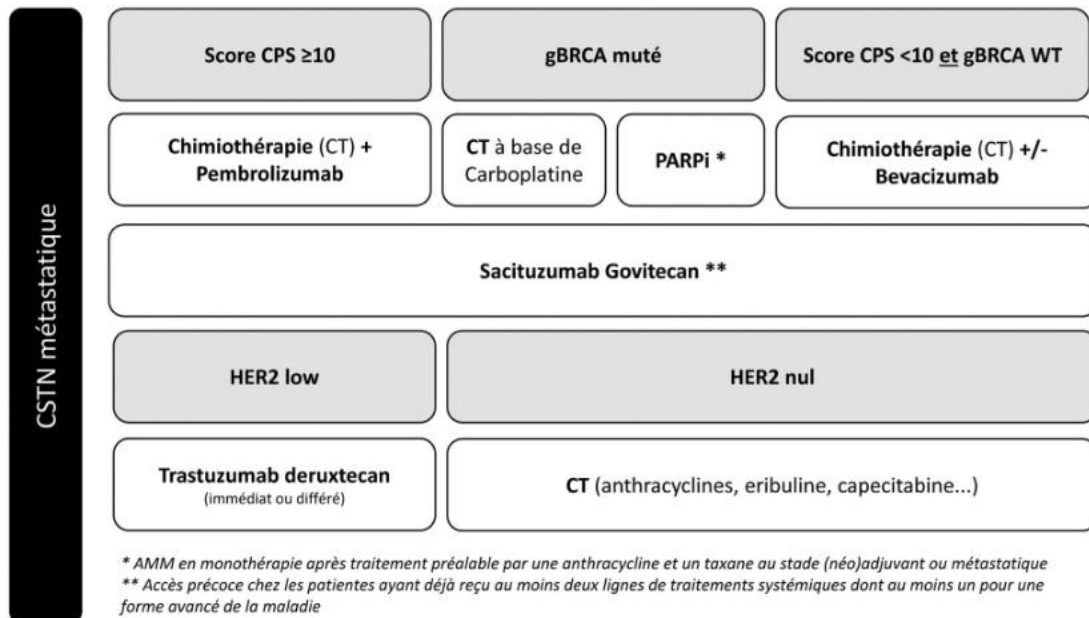 CSTN métastatique
Score CPS ≥10
gBRCA muté
Score CPS <10 et gBRCA WT
Chimiothérapie (CT) +
Pembrolizumab
CT à base de
Carboplatine
PARPi *
Chimiothérapie (CT) +/-
Bevacizumab
Sacituzumab Govitecan **
HER2 low
HER2 nul
Trastuzumab deruxtecan
(immédiat ou différé)
CT (anthracyclines, eribuline, capecitabine...)
* AMM en monothérapie après traitement préalable par une anthracycline et un taxane au stade (néo)adjuvant ou métastatique
** Accès précoce chez les patientes ayant déjà reçu au moins deux lignes de traitements systémiques dont au moins un pour une
forme avancé de la maladie